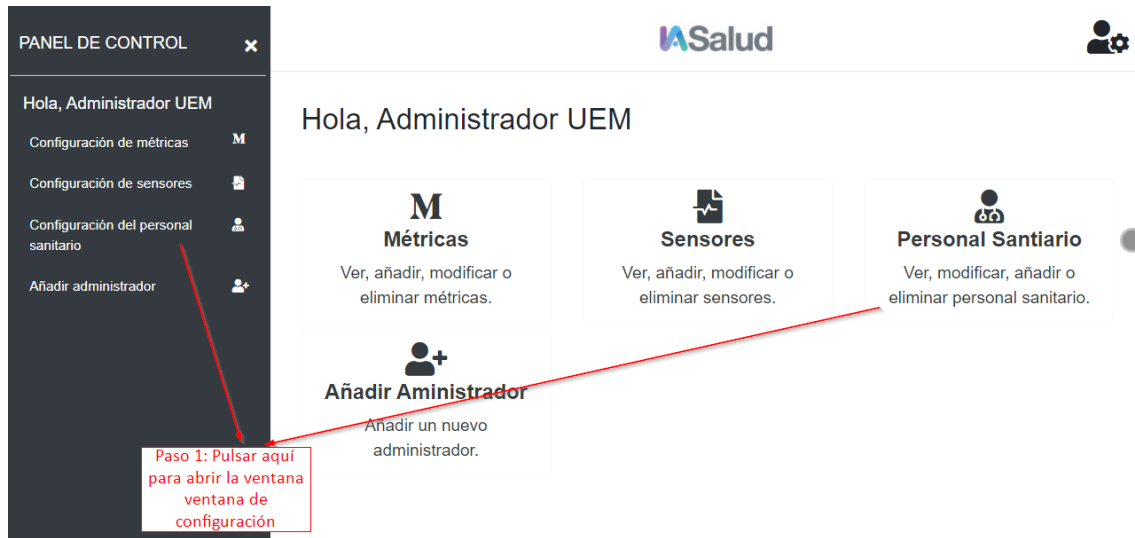 PANEL DE CONTROL
Hola, Administrador UEM
Configuración de métricas
M
Configuración de sensores
Configuración del personal
sanitario
Añadir administrador
IASalud
Hola, Administrador UEM
M
Métricas
Ver, añadir, modificar o
eliminar métricas.
Sensores
Ver, añadir, modificar o
eliminar sensores.
Personal Santiario
Ver, modificar, añadir o
eliminar personal sanitario.
Añadir Aministrador
Añadir un nuevo
administrador.
Paso 1: Pulsar aquí
para abrir la ventana
ventana de
configuración